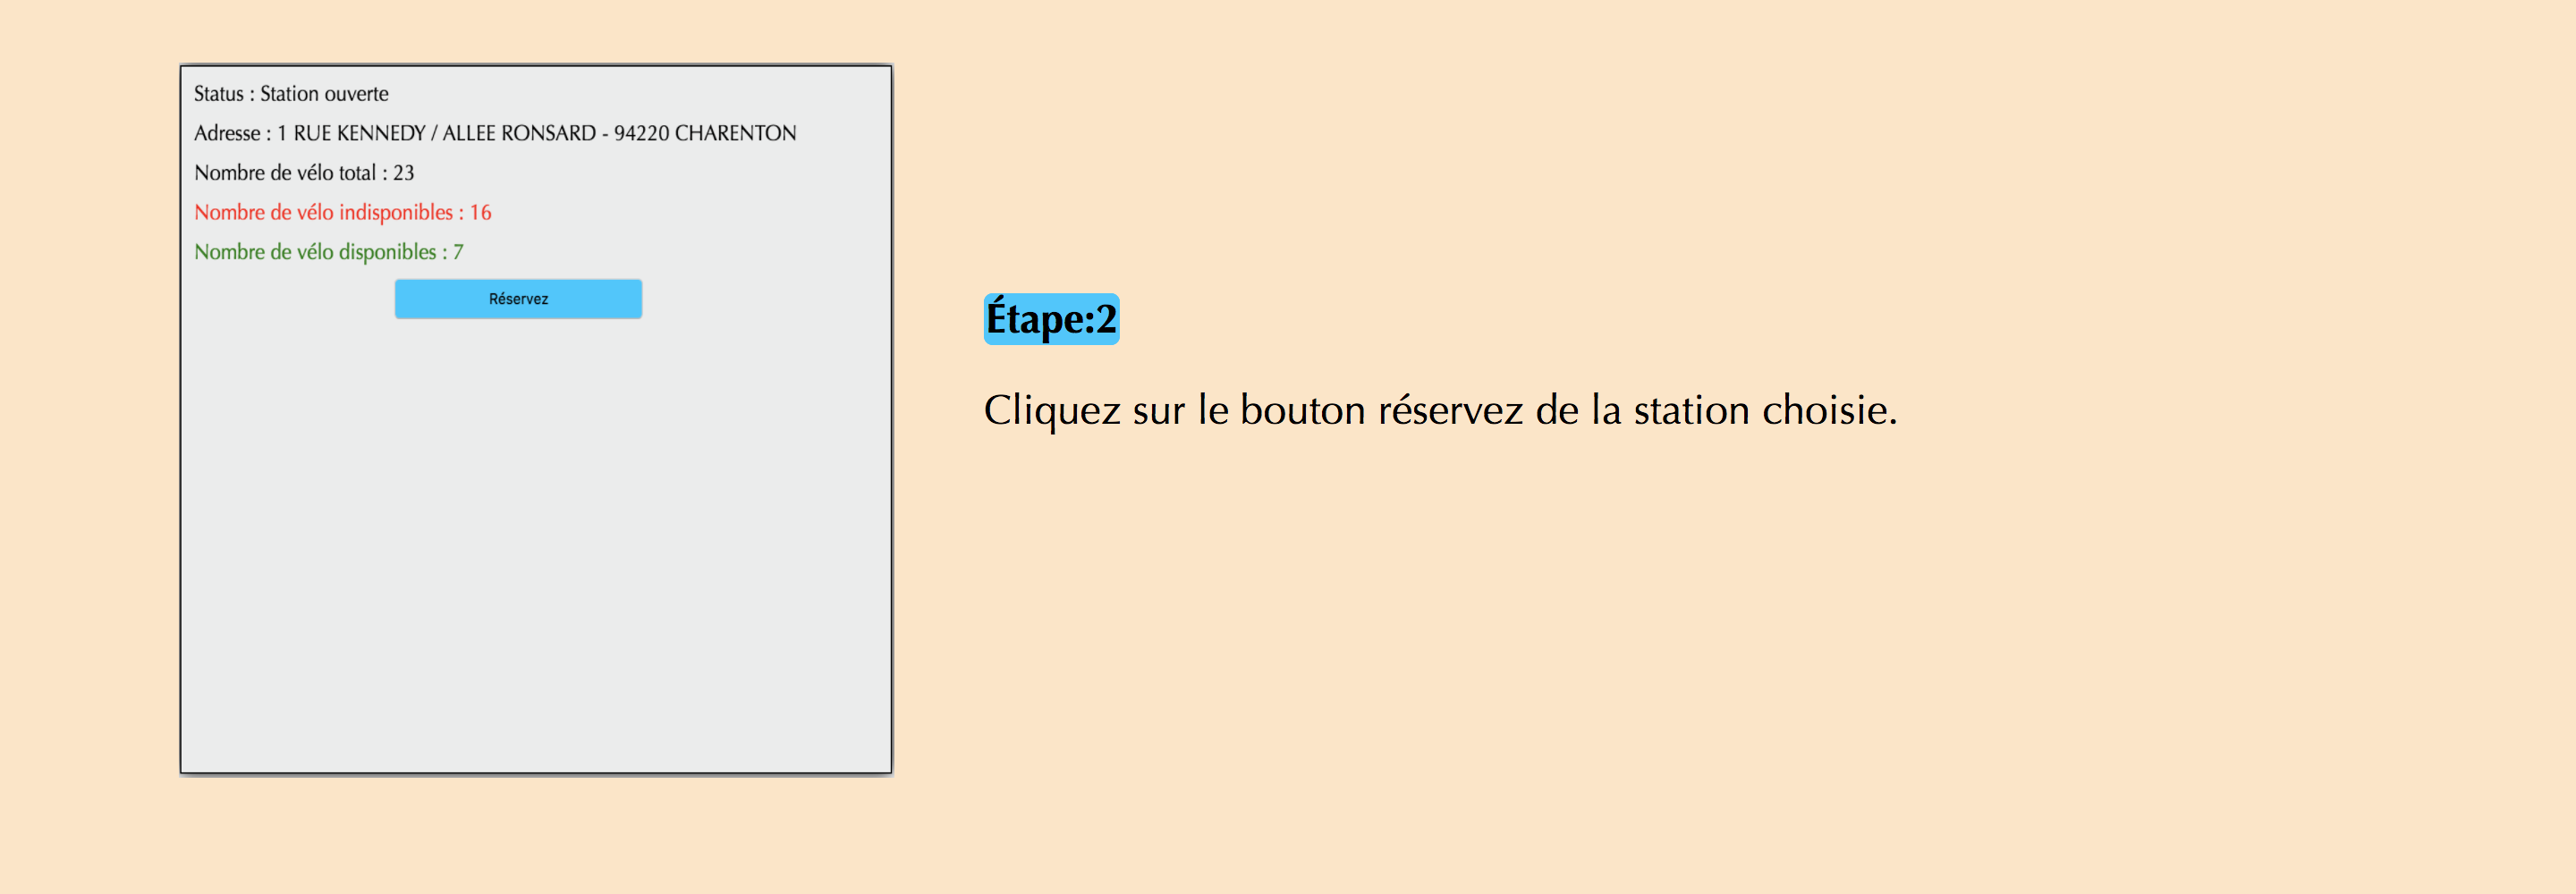 Status : Station ouverte
Adresse : 1 RUE KENNEDY / ALLEE RONSARD - 94220 CHARENTON
Nombre de vélo total : 23
Nombre de vélo indisponibles : 16
Nombre de vélo disponibles : 7
Réservez
Étape:2
Cliquez sur le bouton réservez de la station choisie.